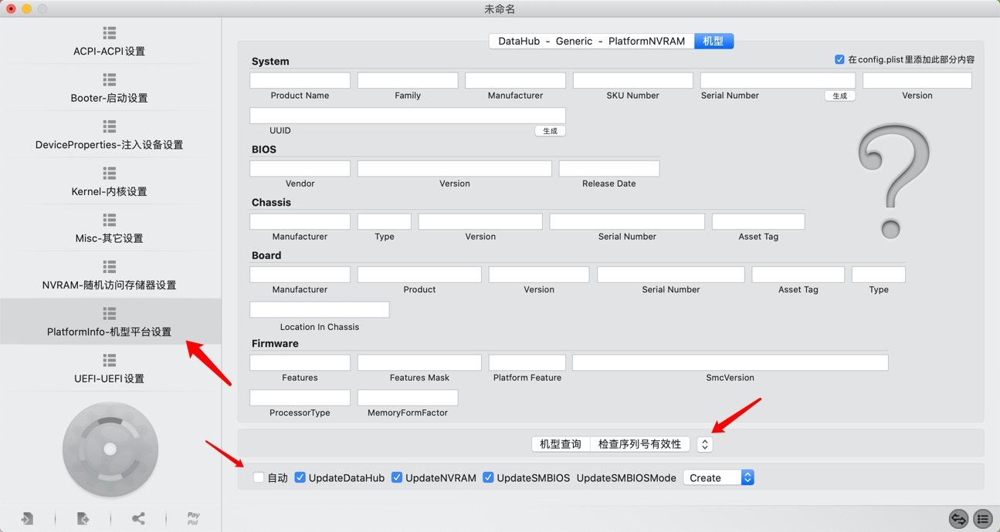 未命名
ACPI-ACPI设置
Booter-启动设置
DeviceProperties-注入设备设置
Kernel-内核设置
Misc-其它设置
NVRAM-随机访问存储器设置
PlatformInfo-机型平台设置
UEFI-UEFI设置
Pay
Pal
DataHub - Generic - PlatformNVRAM 机型
System 在config.plist里添加此部分内容
Product Name Family Manufacturer SKU Number Serial Number 生成 Version
UUID 生成
BIOS
Vendor Version Release Date
Chassis
Manufacturer Type Version Serial Number Asset Tag
Board
Manufacturer Product Version Serial Number Asset Tag Type
Location In Chassis
Firmware
Features Features Mask Platform Feature SmcVersion
ProcessorType MemoryFormFactor
机型查询 检查序列号有效性
自动 UpdateDataHub UpdateNVRAM UpdateSMBIOS UpdateSMBIOSMode Create